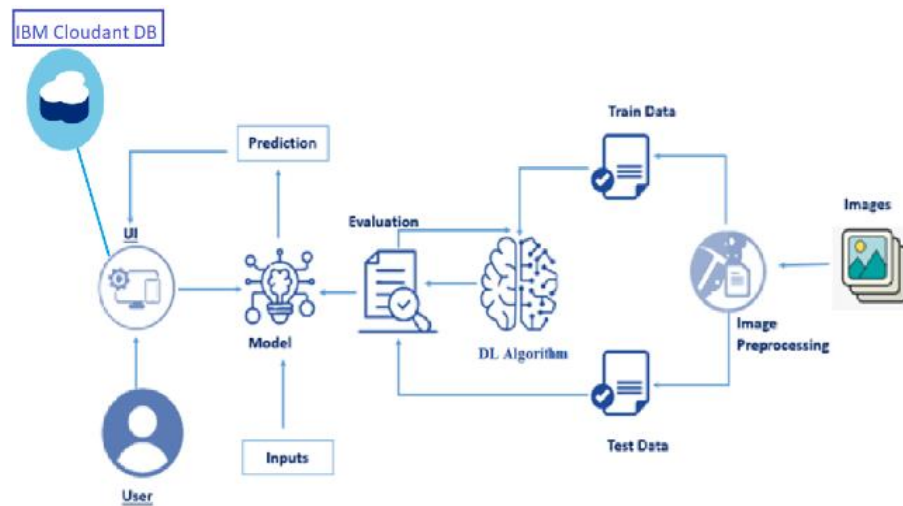 IBM Cloudant DB
Train Data
Prediction
Images
Evaluation
UI
Image
Preprocessing
Model
DL Algorithm
Test Data
Inputs
User